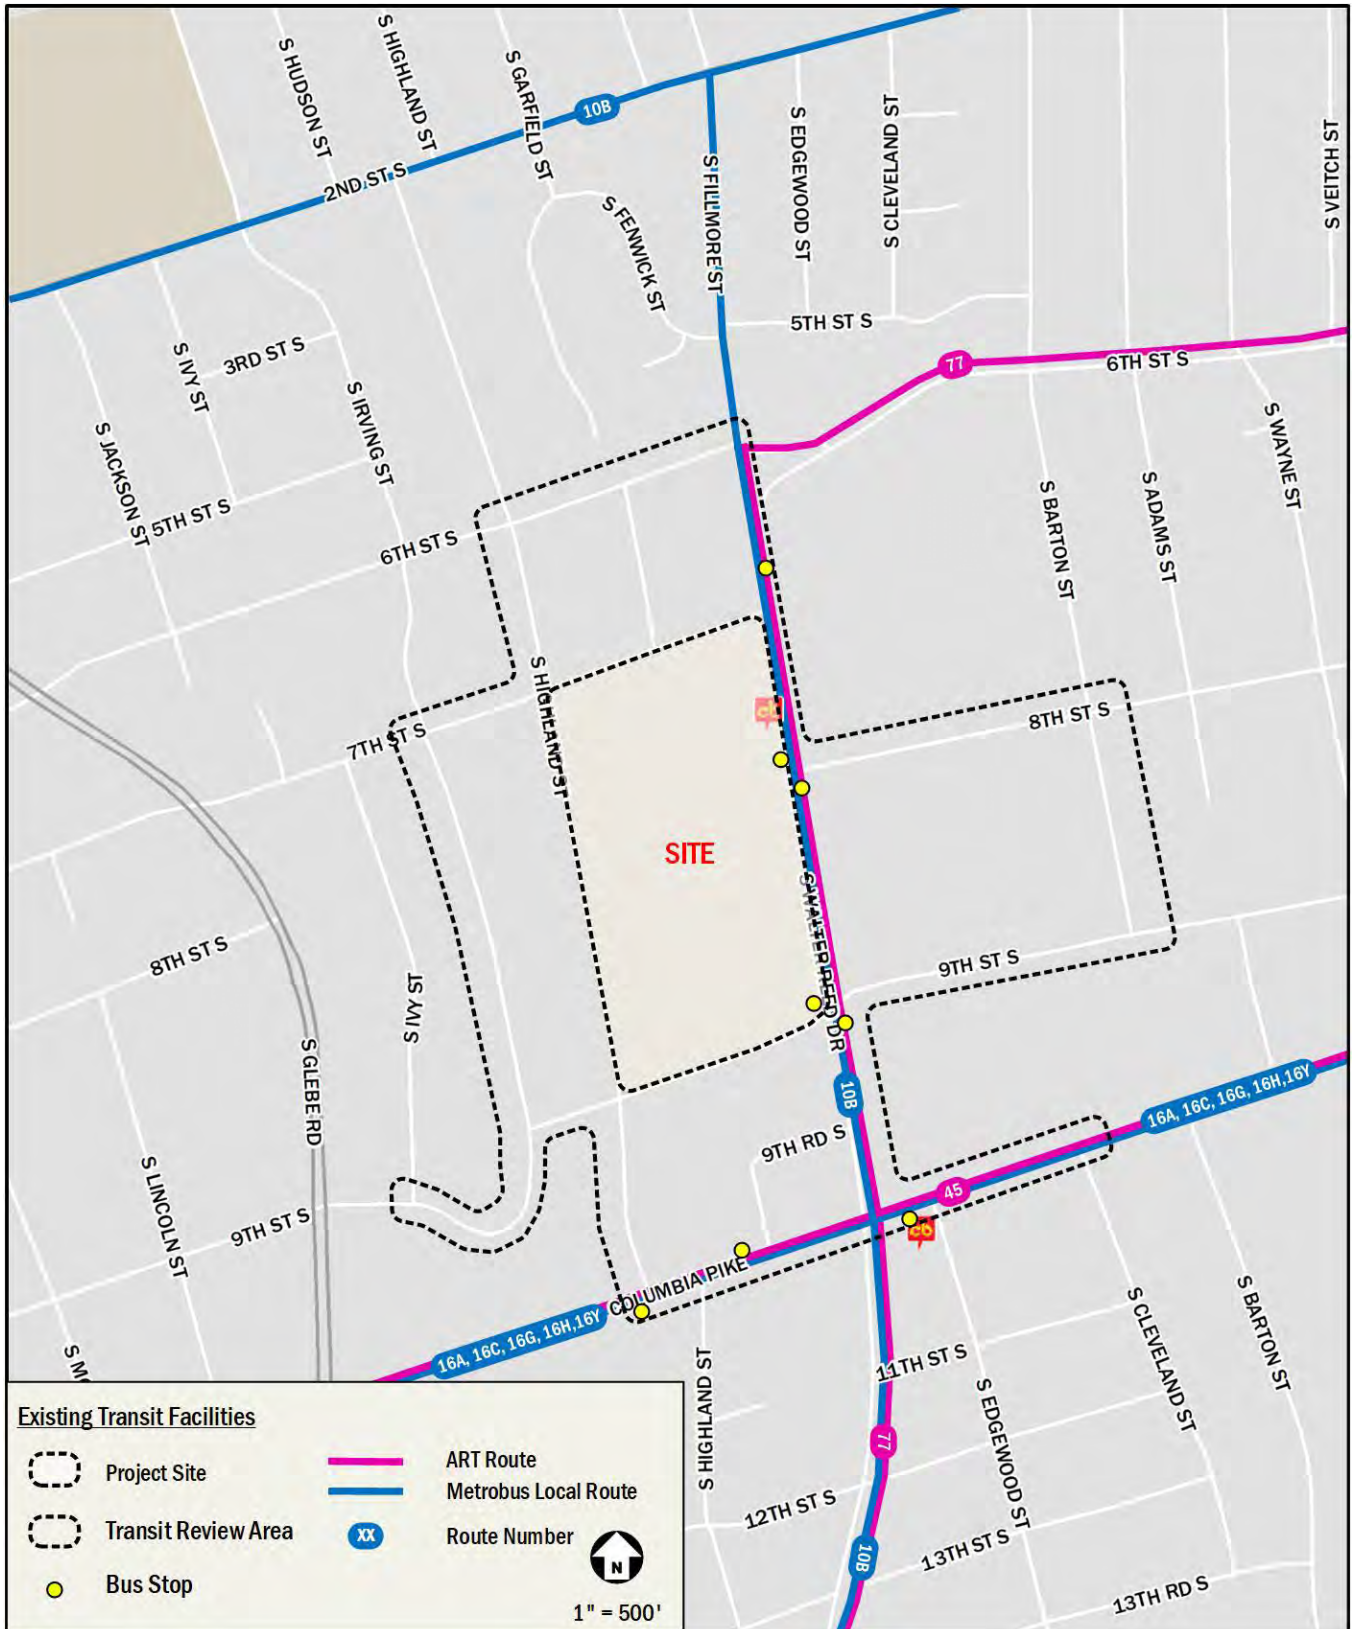 S HUDSON ST
S HIGHLAND ST
S GARFIELD ST
10B
2ND ST S
S FENWICK ST
S FILLMORE ST
S EDGEWOOD ST
S CLEVELAND ST
S VEITCH ST
5TH ST S
3RD ST S
S IVY ST
S IRVING ST
S JACKSON ST
5TH ST S
6TH ST S
77
6TH ST S
S WAYNE ST
S BARTON ST
S ADAMS ST
S HIGHLAND ST
7TH ST S
8TH ST S
SITE
S WALTER REED DR
8TH ST S
S IVY ST
9TH ST S
S GLEBE RD
10B
16A, 16C, 16G, 16H,16Y
9TH RD S
S LINCOLN ST
9TH ST S
45
cb
COLUMBIA PIKE
16A, 16C, 16G, 16H,16Y
S HIGHLAND ST
11TH ST S
S CLEVELAND ST
S BARTON ST
S EDGEWOOD ST
77
12TH ST S
13TH ST S
10B
13TH RD S
Existing Transit Facilities
Project Site
Transit Review Area
Bus Stop
ART Route
Metrobus Local Route
XX
Route Number
N
1" = 500'